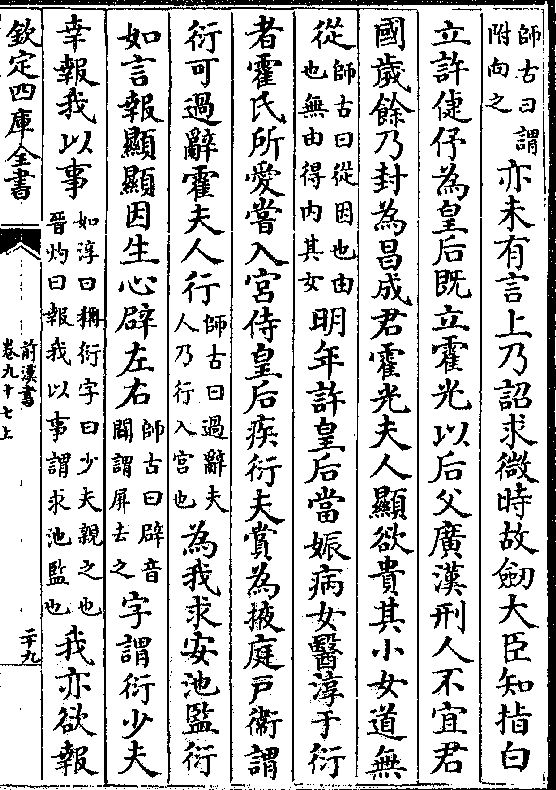 師古曰謂附向之亦未有言上乃詔求微時故劒大臣知指白
立許倢伃為皇后既立霍光以后父廣漢刑人不宜君
國歲餘乃封為昌成君霍光夫人顯欲貴其小女道無
從師古曰從因也由也無由得内其女明年許皇后當娠病女醫淳于衍
者霍氏所愛嘗入宫侍皇后疾衍夫賞為掖庭戸衞謂
衍可過辭霍夫人行師古曰過辭夫人乃行入宫也為我求安池監衍
如言報顯顯因生心辟左右師古曰辟音闢謂屏去之字謂衍少夫
幸報我以事如淳曰稱衍字曰少夫親之也晉灼曰報我以事謂求池監也我亦欲報
欽定四庫全書
前漢書
卷九十七上
二十九